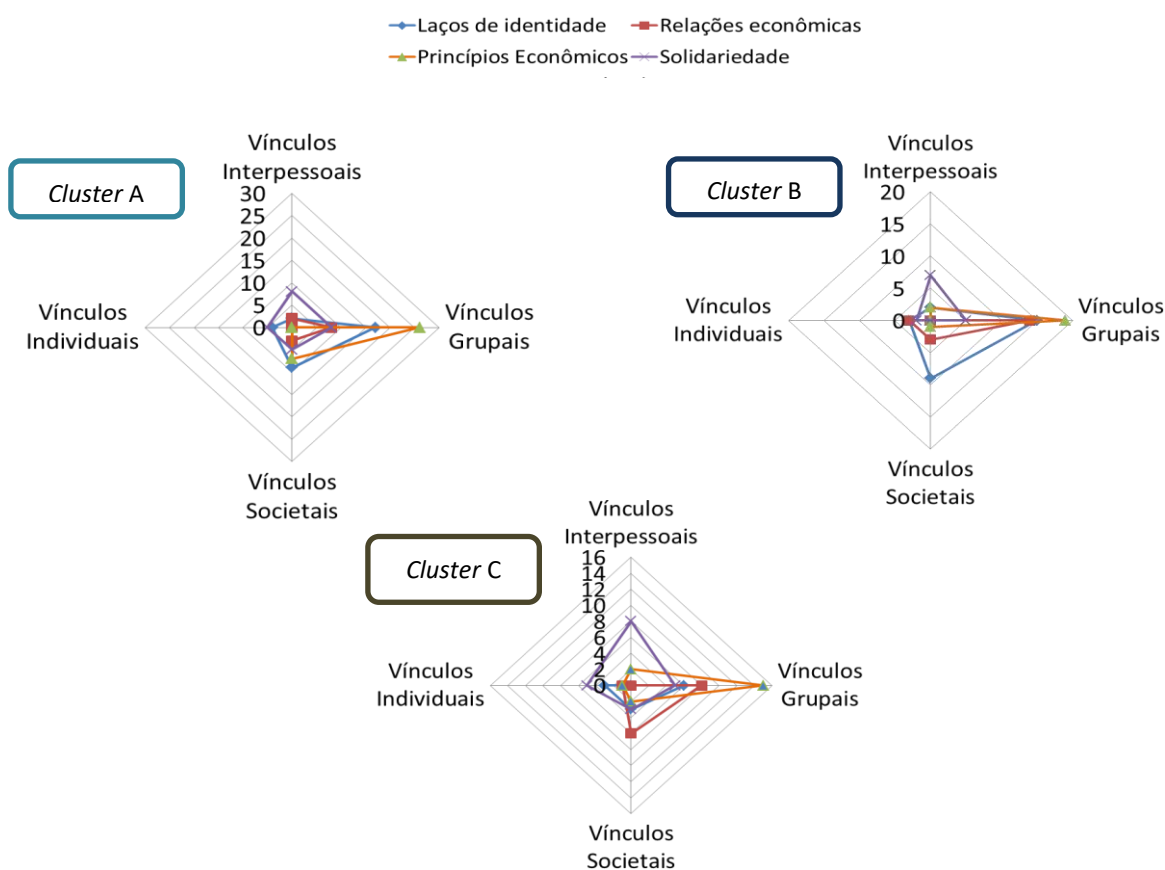 Laços de identidade
Relações econômicas
Princípios Econômicos
Solidariedade
Cluster A
Vínculos
Interpessoais
30
25
20
15
10
5
0
Vínculos
Individuais
Vínculos
Grupais
Vínculos
Societais
Cluster B
Vínculos
Interpessoais
20
15
10
5
0
Vínculos
Individuais
Vínculos
Grupais
Vínculos
Societais
Cluster C
Vínculos
Interpessoais
16
14
12
10
8
6
4
2
0
Vínculos
Individuais
Vínculos
Grupais
Vínculos
Societais